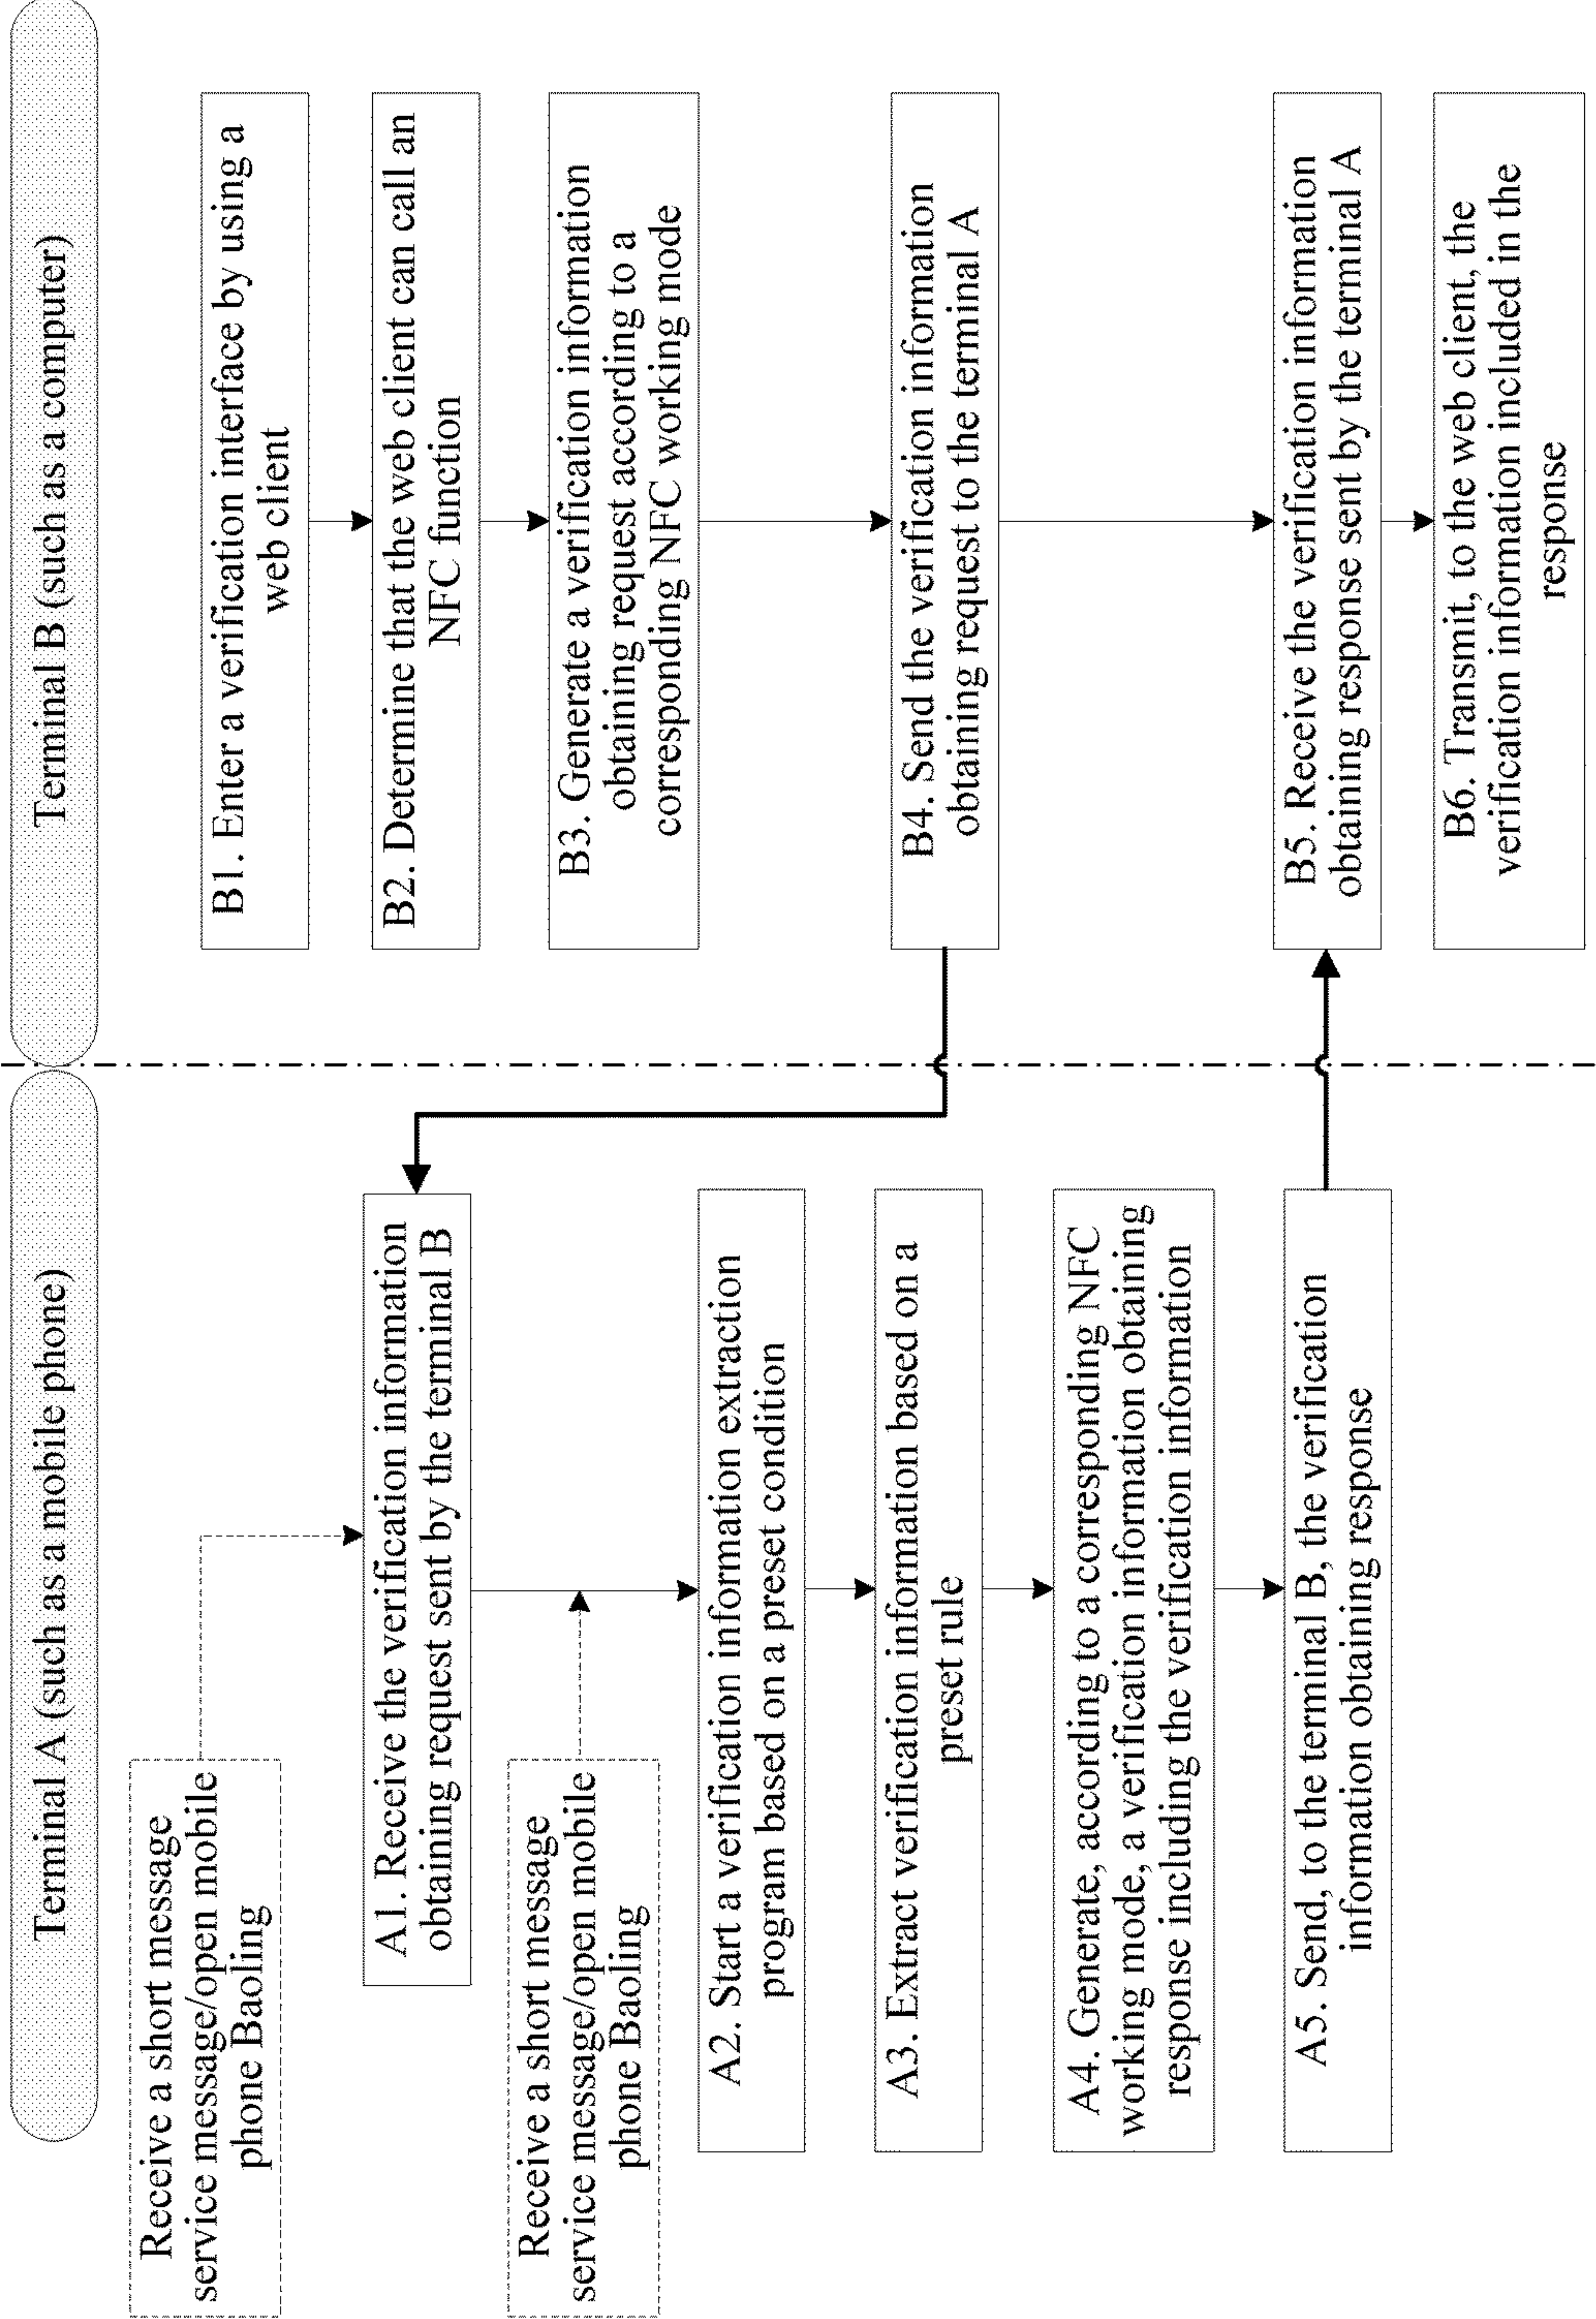 Terminal A (such as a mobile phone)
Receive a short message
service message/open mobile
phone Baoling
A1. Receive the verification information
obtaining request sent by the terminal B
Receive a short message
service message/open mobile
phone Baoling
A2. Start a verification information extraction
program based on a preset condition
A3. Extract verification information based on a
preset rule
A4. Generate, according to a corresponding NFC
working mode, a verification information obtaining
response including the verification information
A5. Send, to the terminal B, the verification
information obtaining response
Terminal B (such as a computer)
B1. Enter a verification interface by using a
web client
B2. Determine that the web client can call an
NFC function
B3. Generate a verification information
obtaining request according to a
corresponding NFC working mode
B4. Send the verification information
obtaining request to the terminal A
B5. Receive the verification information
obtaining response sent by the terminal A
B6. Transmit, to the web client, the
verification information included in the
response